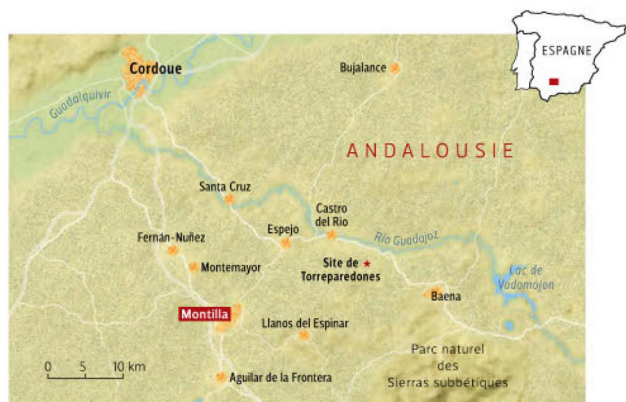 ESPAGNE
Cordoue
Bujalance
Guadalquivir
ANDALOUSIE
Santa Cruz
Castro
del Rio
Espejo
Río Guadajoz
Fernán-Nuñez
Montemayor
Site de
Torreparedones
Lac de
Vadomojon
Baena
Montilla
Llanos del Espinar
Parc naturel
des
Sierras subbétiques
0 5 10 km
Aguilar de la Frontera